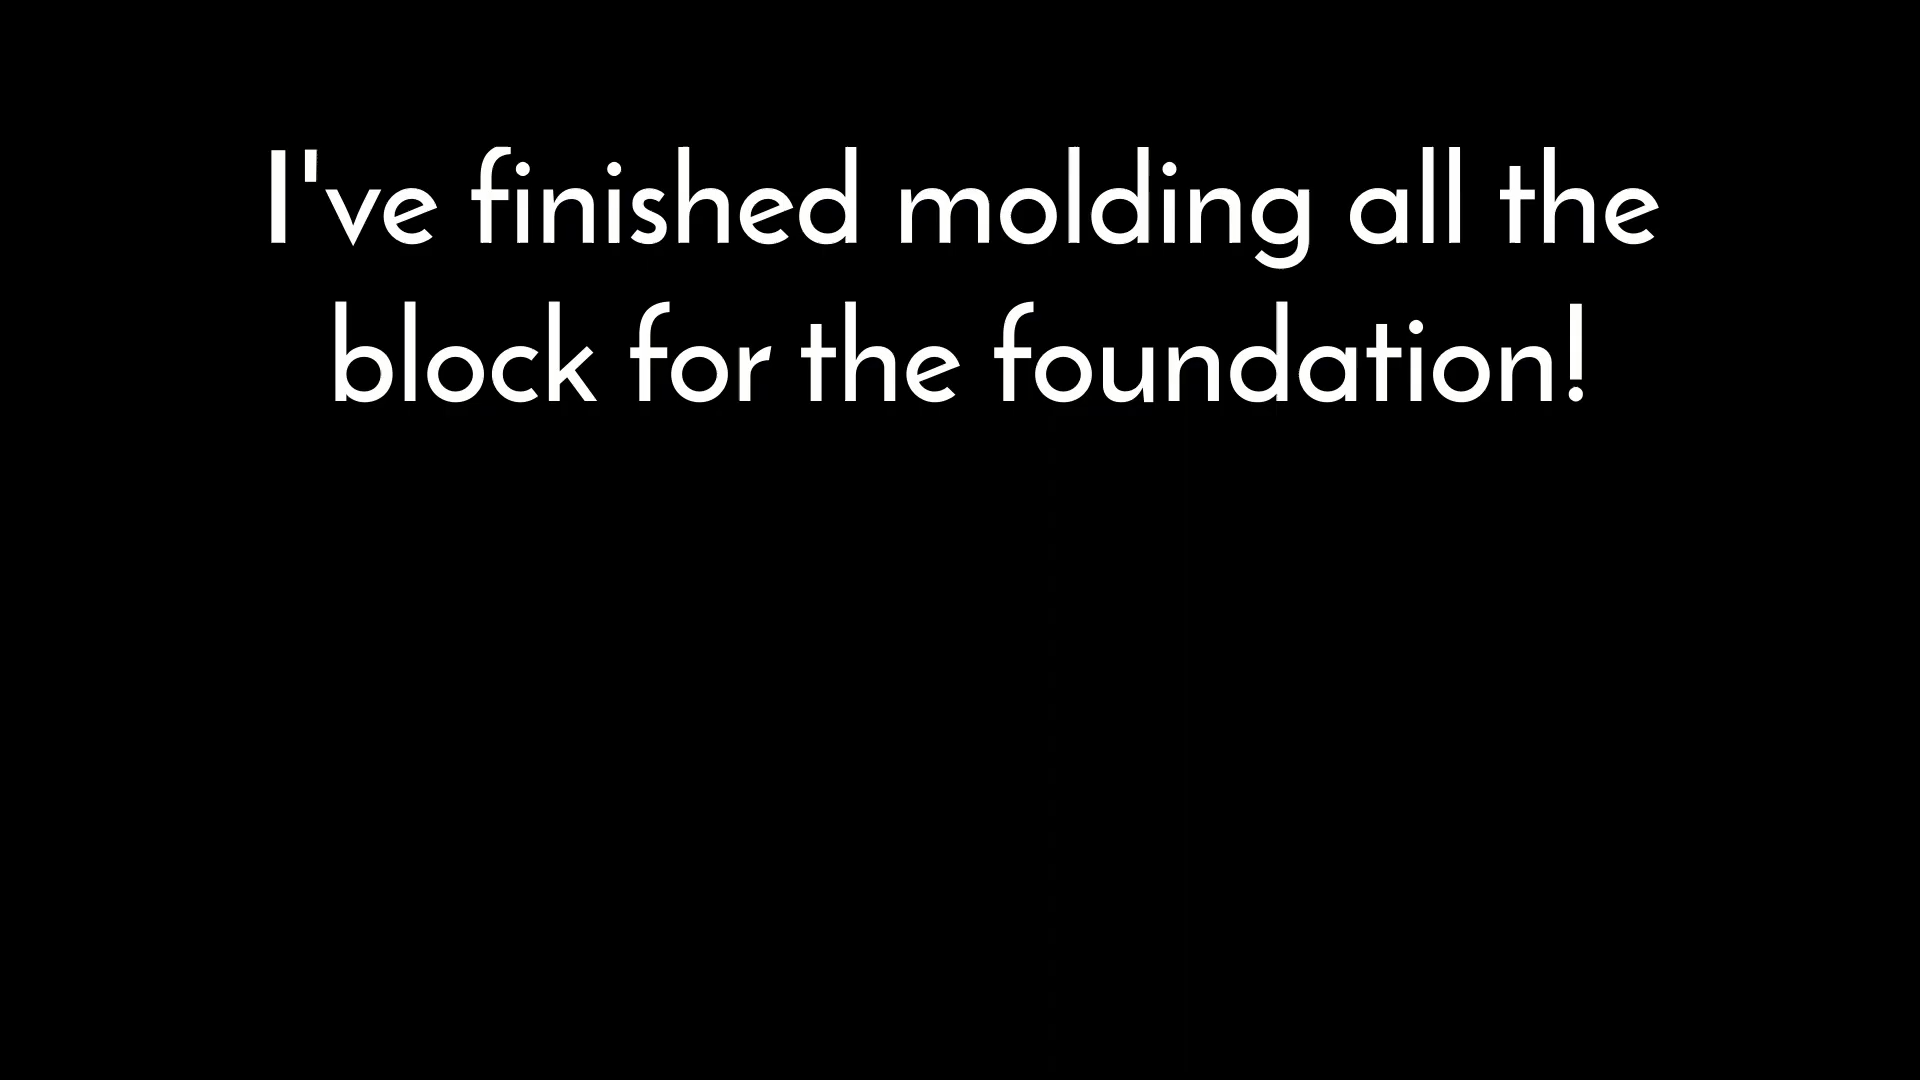 I've finished molding all the
block for the foundation!